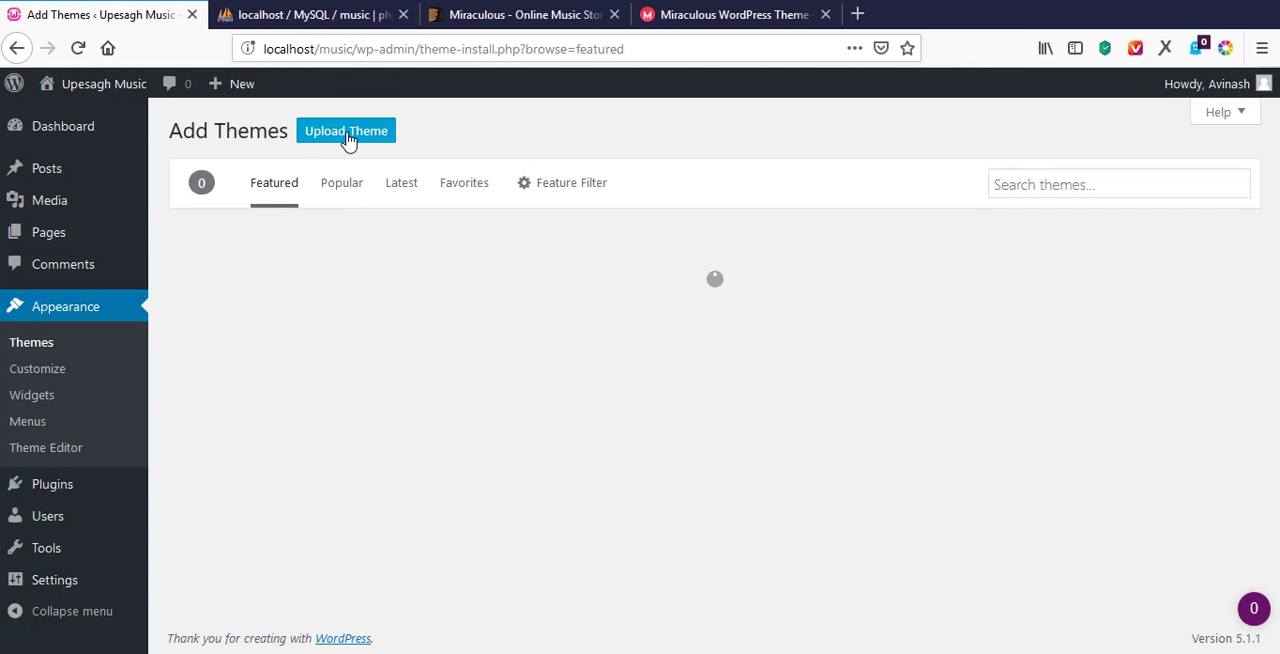 Add Themes ‹ Upesagh Music -
localhost / MySQL / music | ph
Miraculous - Online Music Stor
Miraculous WordPress Theme -
localhost/music/wp-admin/theme-install.php?browse=featured
0
Upesagh Music
0
New
Howdy, Avinash
Dashboard
Posts
Media
Pages
Comments
Appearance
Themes
Customize
Widgets
Menus
Theme Editor
Plugins
Users
Tools
Settings
Collapse menu
Add Themes
Upload Theme
Help
0
Featured
Popular
Latest
Favorites
Feature Filter
Search themes...
0
Thank you for creating with WordPress.
Version 5.1.1